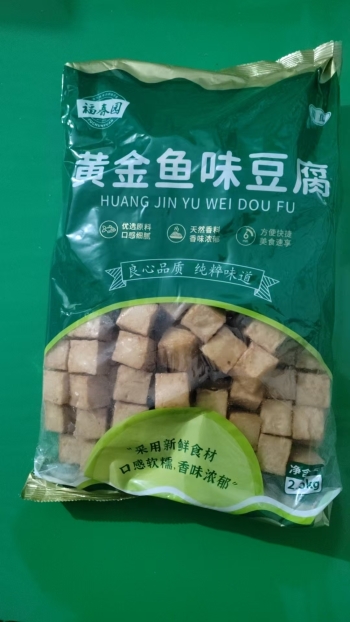 福春园
黄金鱼味豆腐
HUANG JIN YU WEI DOU FU
优选原料
口感细腻
天然香料
香味浓郁
方便快捷
美食速享
良心品质 纯粹味道
采用新鲜食材
口感软糯,香味浓郁
净含
kg